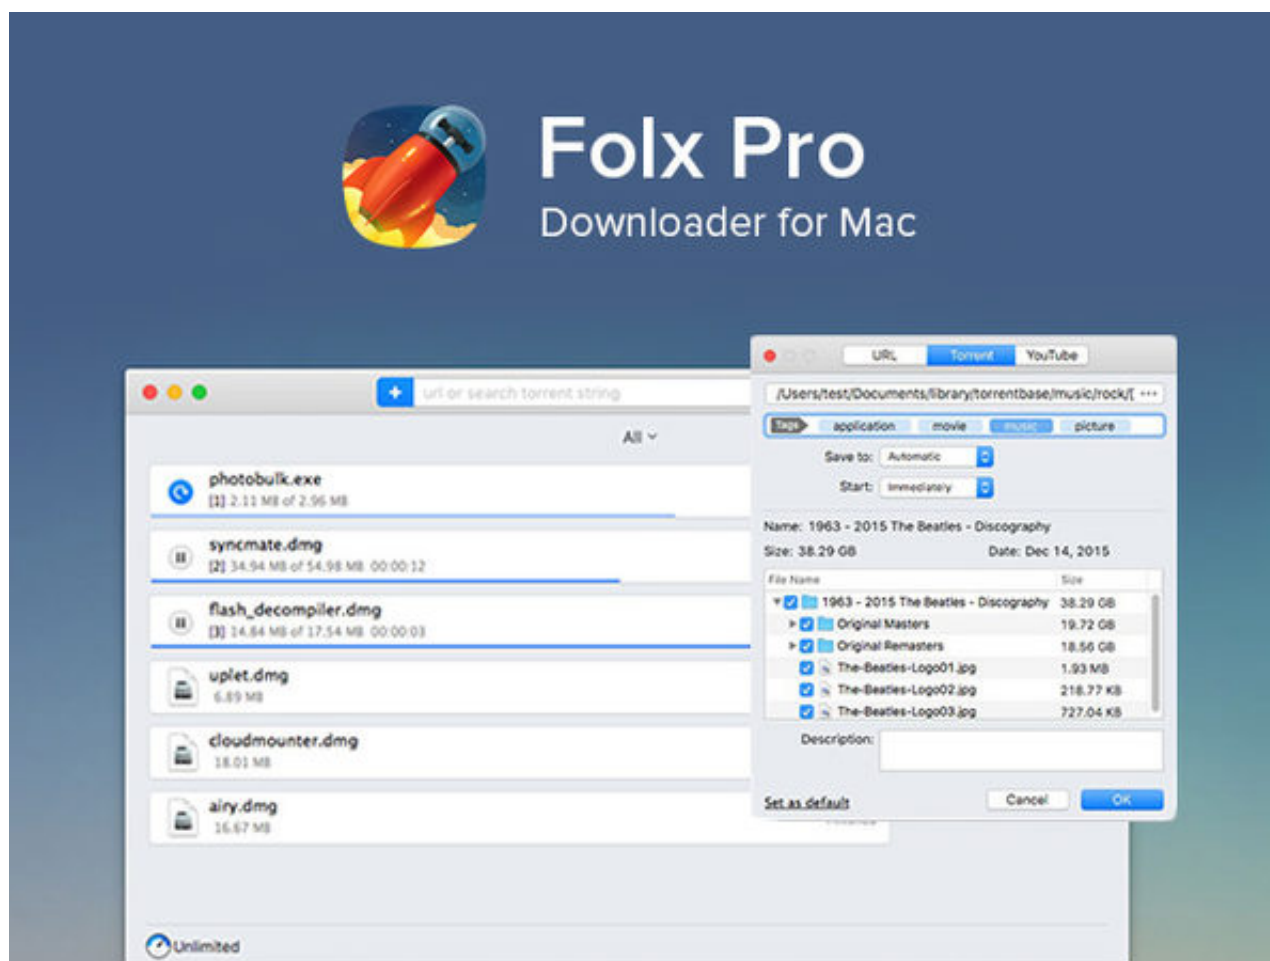 Folx Pro
Downloader for Mac
url or search torrent string
All
photobulk.exe
[1] 2.11 MB of 2.96 MB
syncmate.dmg
[2] 34.94 MB of 54.98 MB 00:00:12
flash_decompiler.dmg
[3] 14.84 MB of 17.54 MB 00:00:03
uplet.dmg
6.89 MB
cloudmounter.dmg
18.01 MB
airy.dmg
16.67 MB
Unlimited
URL Torrent YouTube
/Users/test/Documents/library/torrentbase/music/rock/[ ···
Tags application movie music picture
Save to: Automatic
Start: Immediately
Name: 1963 - 2015 The Beatles - Discography
Size: 38.29 GB Date: Dec 14, 2015
File Name Size
1963 - 2015 The Beatles - Discography 38.29 GB
Original Masters 19.72 GB
Original Remasters 18.56 GB
The-Beatles-Logo01.jpg 1.93 MB
The-Beatles-Logo02.jpg 218.77 KB
The-Beatles-Logo03.jpg 727.04 KB
Description:
Set as default Cancel OK